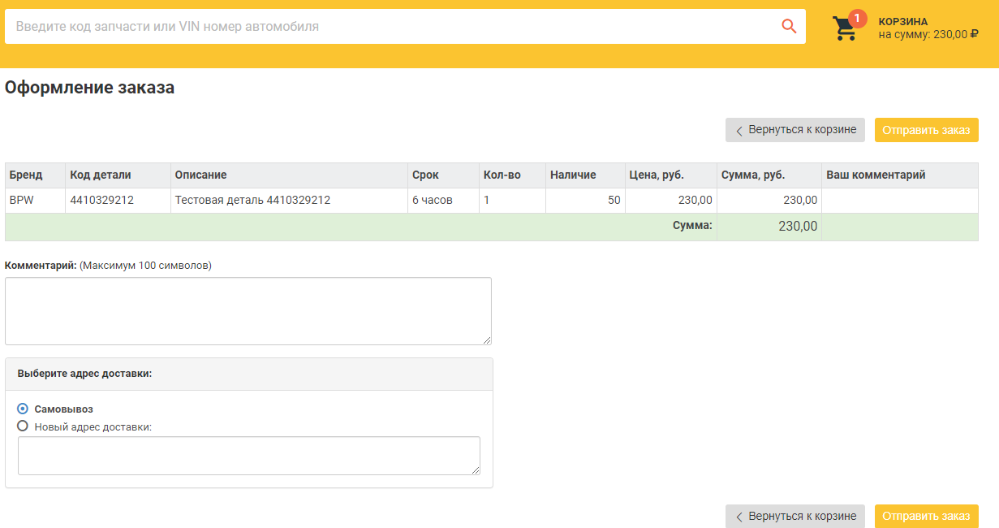 Введите код запчасти или VIN номер автомобиля
1
КОРЗИНА
на сумму: 230,00 ₽
Оформление заказа
Вернуться к корзине Отправить заказ
Бренд Код детали Описание Срок Кол-во Наличие Цена, руб. Сумма, руб. Ваш комментарий
BPW 4410329212 Тестовая деталь 4410329212 6 часов 1 50 230,00 230,00
Сумма: 230,00
Комментарий: (Максимум 100 символов)
Выберите адрес доставки:
Самовывоз
Новый адрес доставки:
Вернуться к корзине Отправить заказ